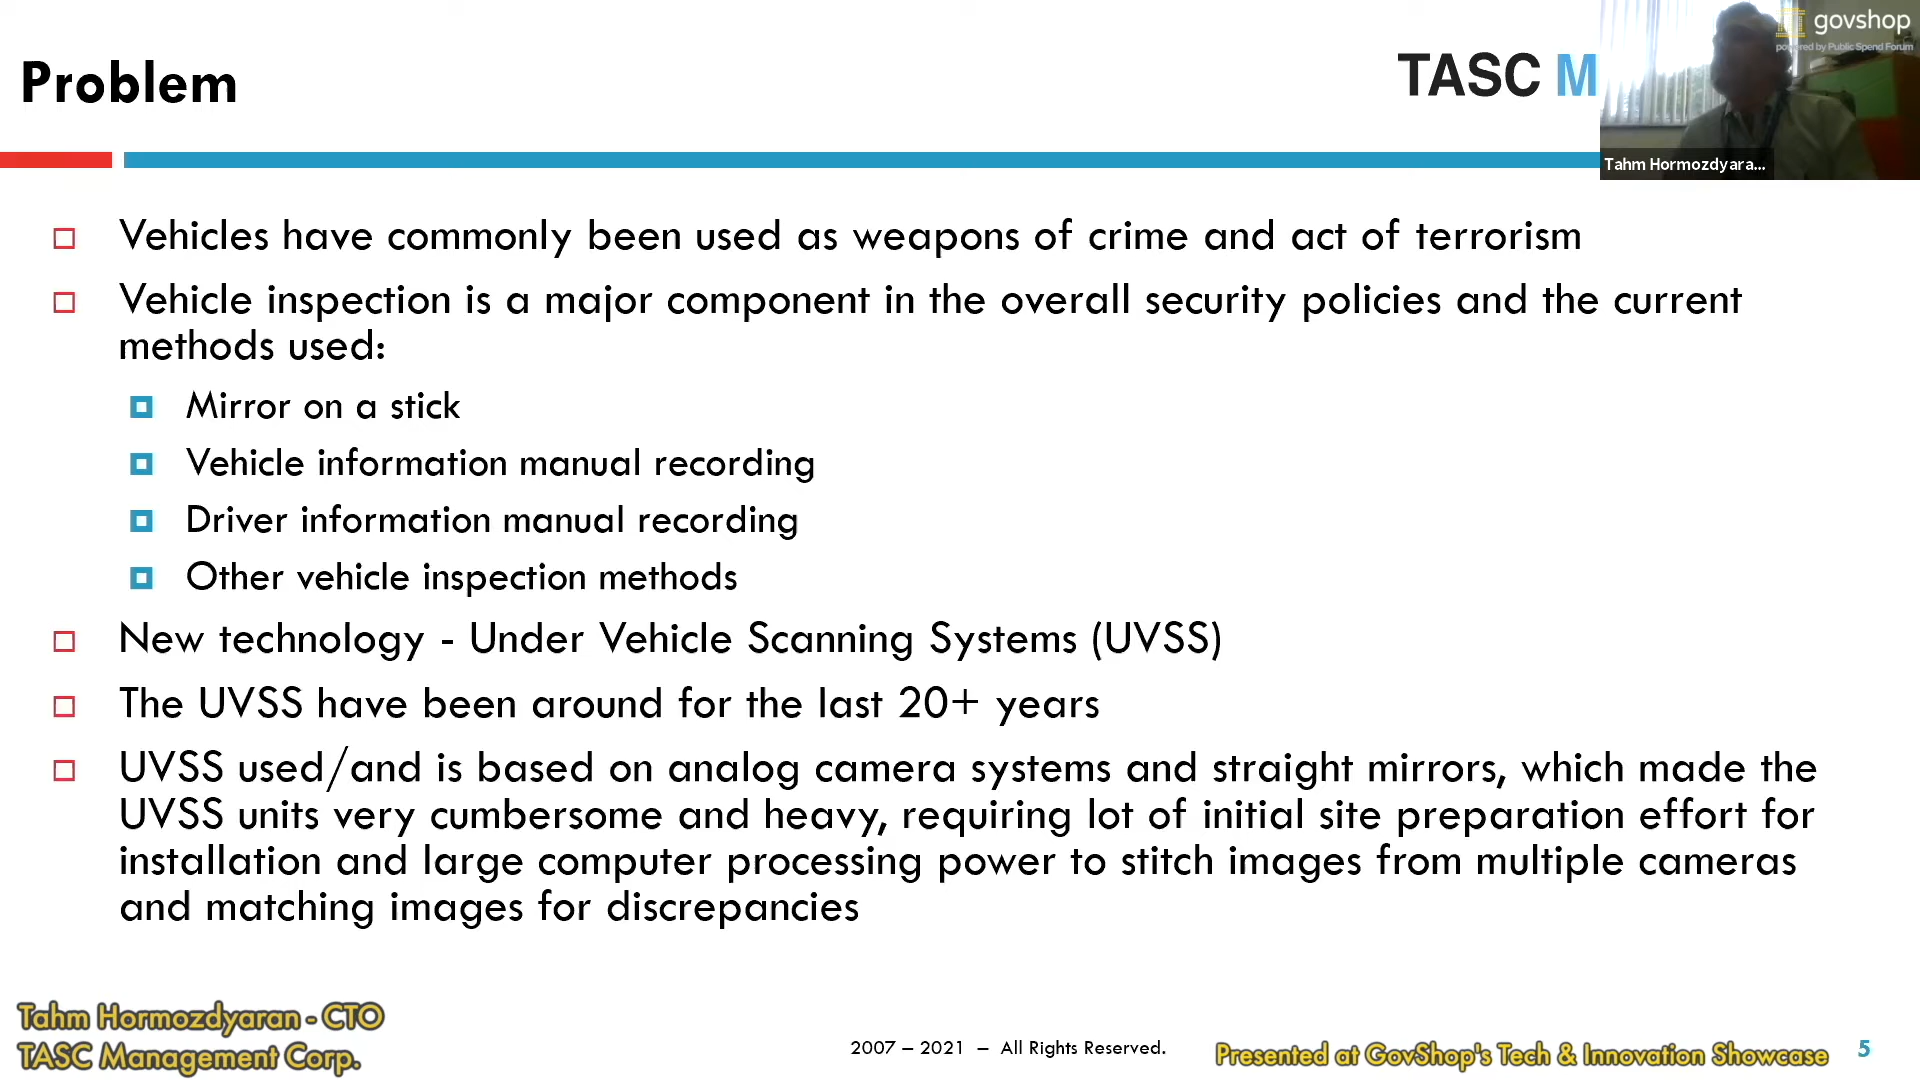 Problem
TASC M
govshop
powered by Public Spend Forum
Tahm Hormozdyara...
Vehicles have commonly been used as weapons of crime and act of terrorism
Vehicle inspection is a major component in the overall security policies and the current
methods used:
Mirror on a stick
Vehicle information manual recording
Driver information manual recording
Other vehicle inspection methods
New technology - Under Vehicle Scanning Systems (UVSS)
The UVSS have been around for the last 20+ years
UVSS used/and is based on analog camera systems and straight mirrors, which made the
UVSS units very cumbersome and heavy, requiring lot of initial site preparation effort for
installation and large computer processing power to stitch images from multiple cameras
and matching images for discrepancies
Tahm Hormozdyaran - CTO
TASC Management Corp.
2007 – 2021 – All Rights Reserved.
Presented at GovShop's Tech & Innovation Showcase
5